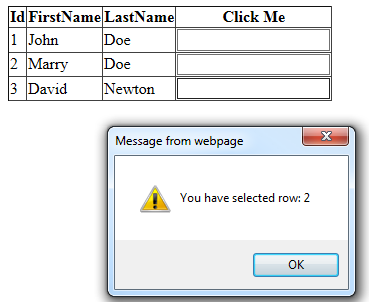 Id FirstName LastName Click Me
1 John Doe
2 Marry Doe
3 David Newton
Message from webpage
You have selected row: 2
OK